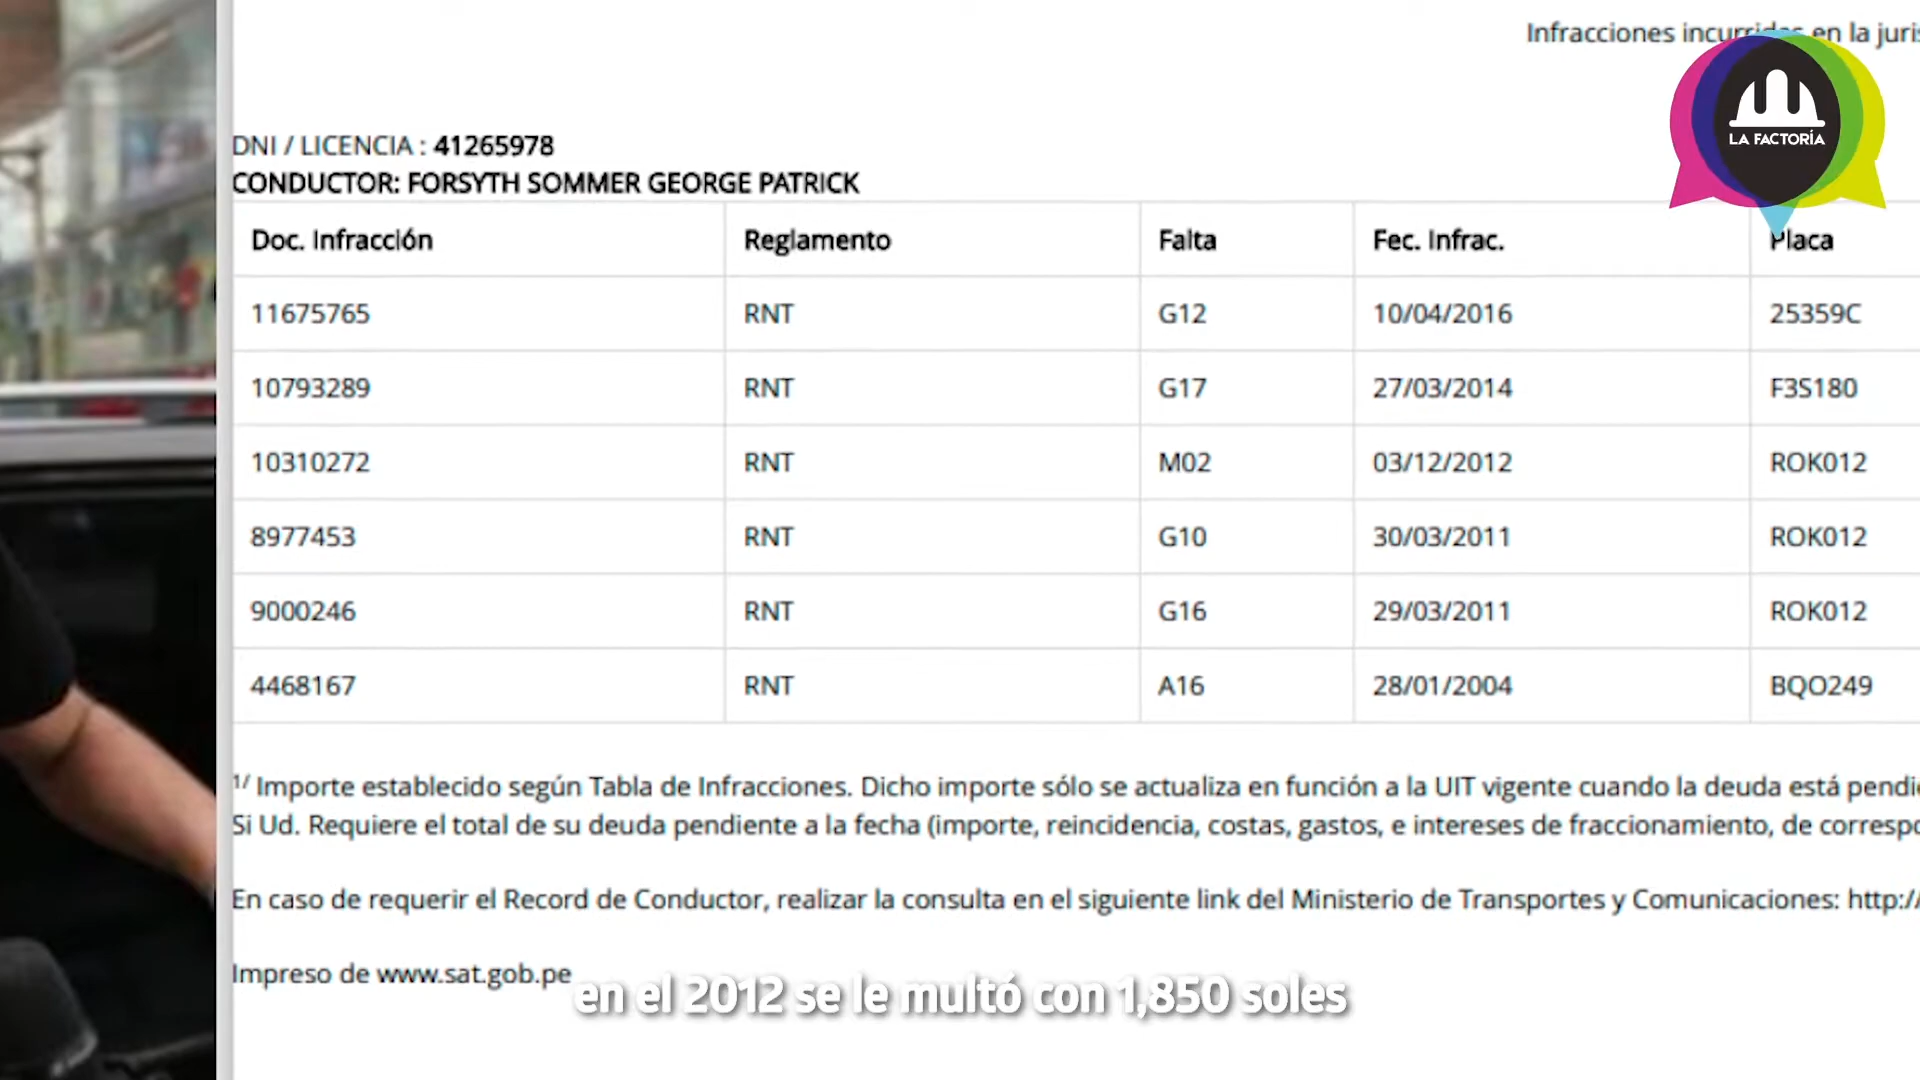 Infracciones incurridas en la juris
LA FACTORÍA
DNI / LICENCIA : 41265978
CONDUCTOR: FORSYTH SOMMER GEORGE PATRICK
Doc. Infracción Reglamento Falta Fec. Infrac. Placa
11675765 RNT G12 10/04/2016 25359C
10793289 RNT G17 27/03/2014 F3S180
10310272 RNT M02 03/12/2012 ROK012
8977453 RNT G10 30/03/2011 ROK012
9000246 RNT G16 29/03/2011 ROK012
4468167 RNT A16 28/01/2004 BQO249
1/ Importe establecido según Tabla de Infracciones. Dicho importe sólo se actualiza en función a la UIT vigente cuando la deuda está pendie
Si Ud. Requiere el total de su deuda pendiente a la fecha (importe, reincidencia, costas, gastos, e intereses de fraccionamiento, de correspo
En caso de requerir el Record de Conductor, realizar la consulta en el siguiente link del Ministerio de Transportes y Comunicaciones: http:/
Impreso de www.sat.gob.pe
en el 2012 se le multó con 1,850 soles